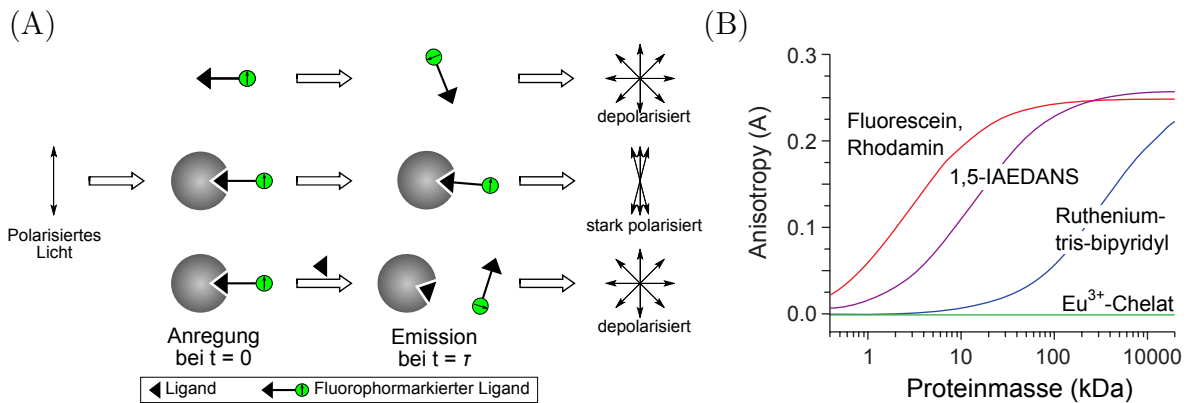 (A)
depolarisiert
Polarisiertes
Licht
stark polarisiert
depolarisiert
Anregung
bei t = 0
Emission
bei t = τ
Ligand
Fluorophormarkierter Ligand
(B)
Anisotropy (A)
0.3
0.2
0.1
0.0
Fluorescein,
Rhodamin
1,5-IAEDANS
Ruthenium-
tris-bipyridyl
Eu³⁺-Chelat
1
10
100
1000
10000
Proteinmasse (kDa)